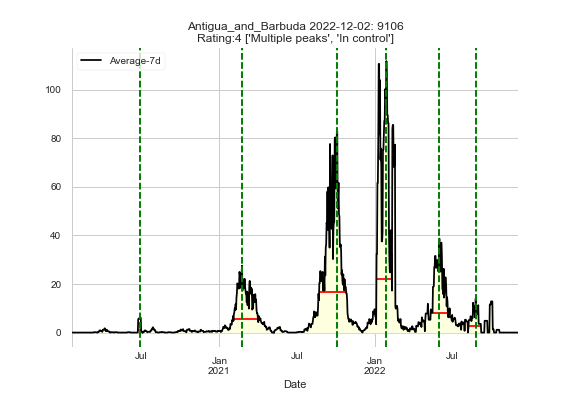 Antigua_and_Barbuda 2022-12-02: 9106
Rating:4 ['Multiple peaks', 'In control']
Average-7d
100
80
60
40
20
0
Jul
Jan
2021
Jul
Jan
2022
Jul
Date